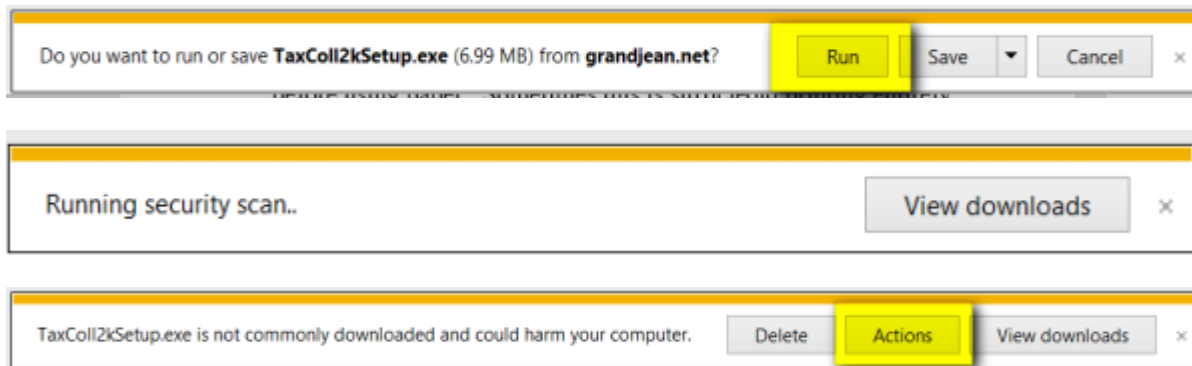 Do you want to run or save TaxColl2kSetup.exe (6.99 MB) from grandjean.net? Run Save Cancel ×
Running security scan.. View downloads ×
TaxColl2kSetup.exe is not commonly downloaded and could harm your computer. Delete Actions View downloads ×